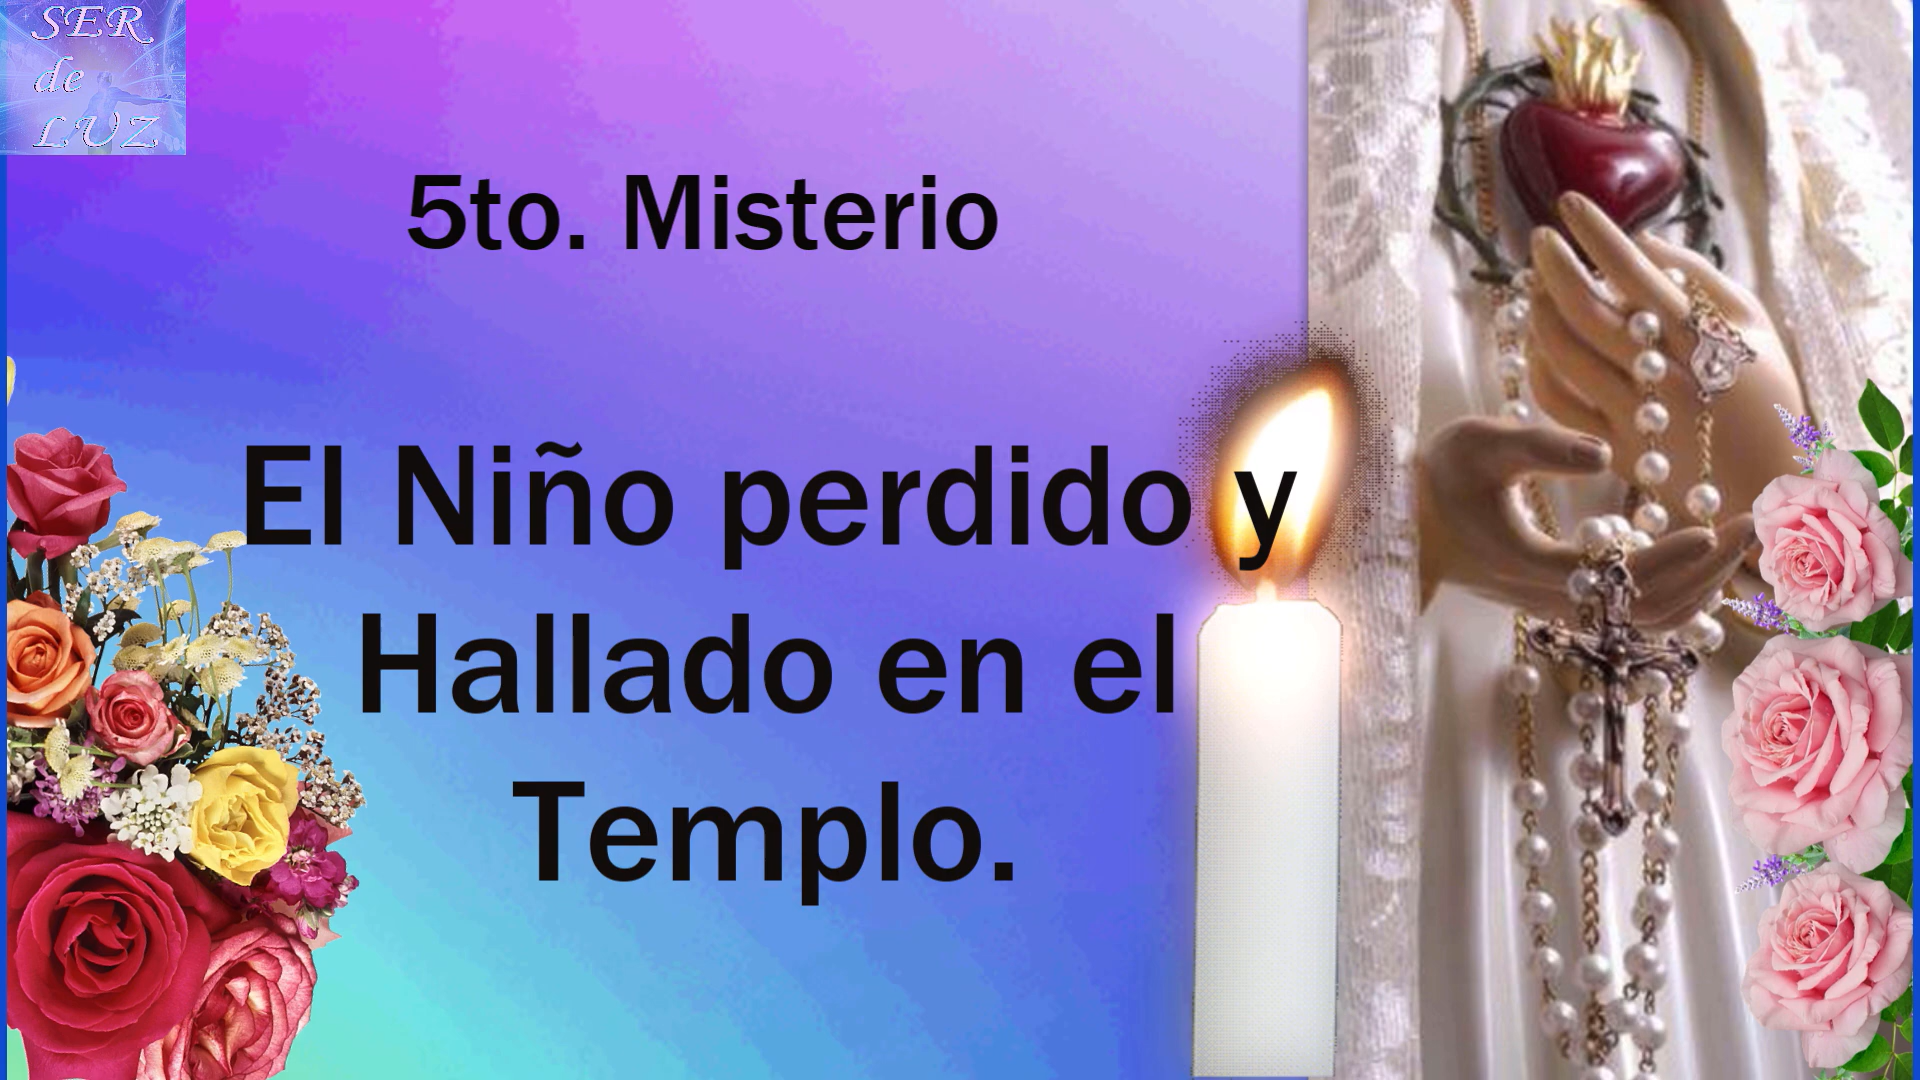 SER
de
LUZ
5to. Misterio
El Niño perdido y
Hallado en el
Templo.